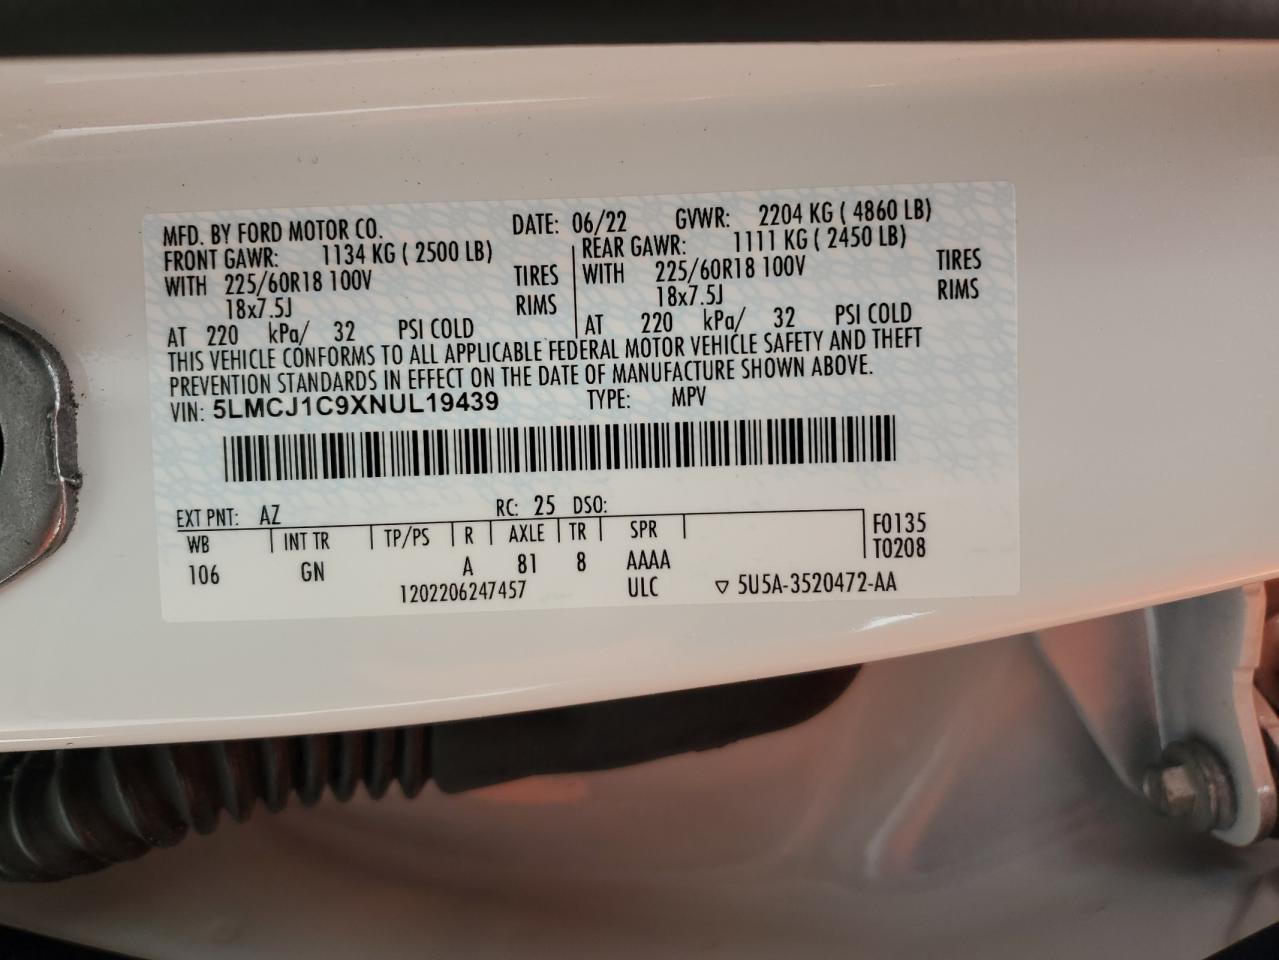 MFD. BY FORD MOTOR CO. DATE: 06/22 GVWR: 2204 KG ( 4860 LB)
FRONT GAWR: 1134 KG ( 2500 LB) REAR GAWR: 1111 KG ( 2450 LB)
WITH 225/60R18 100V TIRES WITH 225/60R18 100V TIRES
18x7.5J RIMS 18x7.5J RIMS
AT 220 kPa/ 32 PSI COLD AT 220 kPa/ 32 PSI COLD
THIS VEHICLE CONFORMS TO ALL APPLICABLE FEDERAL MOTOR VEHICLE SAFETY AND THEFT
PREVENTION STANDARDS IN EFFECT ON THE DATE OF MANUFACTURE SHOWN ABOVE.
VIN: 5LMCJ1C9XNUL19439 TYPE: MPV
EXT PNT: AZ RC: 25 DSO:
WB INT TR TP/PS R AXLE TR SPR F0135
106 GN A 81 8 AAAA T0208
1202206247457 ULC ▽ 5U5A-3520472-AA